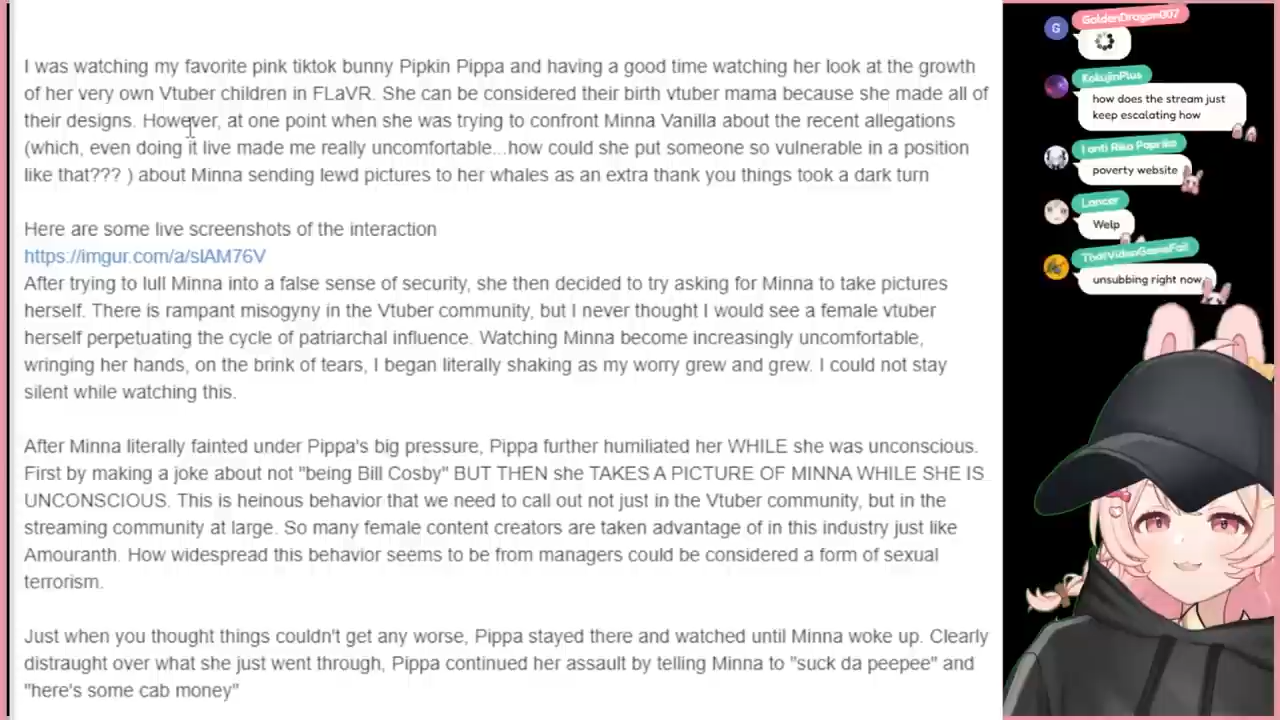 I was watching my favorite pink tiktok bunny Pipkin Pippa and having a good time watching her look at the growth
of her very own Vtuber children in FLaVR. She can be considered their birth vtuber mama because she made all of
their designs. However, at one point when she was trying to confront Minna Vanilla about the recent allegations
(which, even doing it live made me really uncomfortable...how could she put someone so vulnerable in a position
like that??? ) about Minna sending lewd pictures to her whales as an extra thank you things took a dark turn
Here are some live screenshots of the interaction
https://imgur.com/a/slAM76V
After trying to lull Minna into a false sense of security, she then decided to try asking for Minna to take pictures
herself. There is rampant misogyny in the Vtuber community, but I never thought I would see a female vtuber
herself perpetuating the cycle of patriarchal influence. Watching Minna become increasingly uncomfortable,
wringing her hands, on the brink of tears, I began literally shaking as my worry grew and grew. I could not stay
silent while watching this.
After Minna literally fainted under Pippa's big pressure, Pippa further humiliated her WHILE she was unconscious.
First by making a joke about not "being Bill Cosby" BUT THEN she TAKES A PICTURE OF MINNA WHILE SHE IS
UNCONSCIOUS. This is heinous behavior that we need to call out not just in the Vtuber community, but in the
streaming community at large. So many female content creators are taken advantage of in this industry just like
Amouranth. How widespread this behavior seems to be from managers could be considered a form of sexual
terrorism.
Just when you thought things couldn't get any worse, Pippa stayed there and watched until Minna woke up. Clearly
distraught over what she just went through, Pippa continued her assault by telling Minna to "suck da peepee" and
"here's some cab money"
G
GoldenDragon007
KokujinPlus
how does the stream just
keep escalating how
I anti Rika Paprika
poverty website
Lancer
Welp
ThatVideoGameFail
unsubbing right now